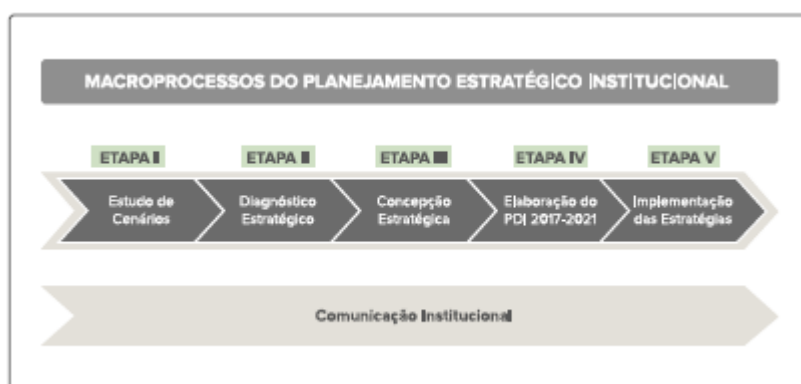 MACROPROCESSOS DO PLANEJAMENTO ESTRATÉGICO INSTITUCIONAL
ETAPA I
ETAPA II
ETAPA III
ETAPA IV
ETAPA V
Estudo de
Cenários
Diagnóstico
Estratégico
Concepção
Estratégica
Elaboração do
PDI 2017-2021
Implementação
das Estratégias
Comunicação Institucional